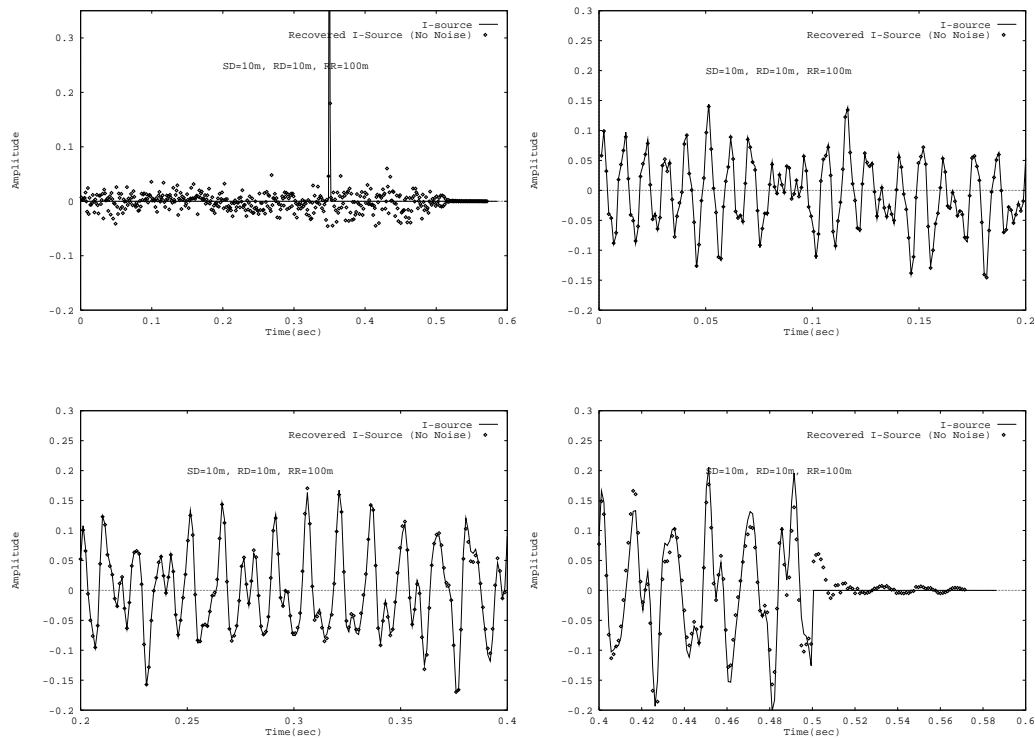 I-source
Recovered I-Source (No Noise)
SD=10m, RD=10m, RR=100m
Amplitude
0.3
0.2
0.1
0
-0.1
-0.2
0 0.1 0.2 0.3 0.4 0.5 0.6
Time(sec)
I-source
Recovered I-Source (No Noise)
SD=10m, RD=10m, RR=100m
Amplitude
0.3
0.25
0.2
0.15
0.1
0.05
0
-0.05
-0.1
-0.15
-0.2
0 0.05 0.1 0.15 0.2
Time(sec)
I-source
Recovered I-Source (No Noise)
SD=10m, RD=10m, RR=100m
Amplitude
0.3
0.25
0.2
0.15
0.1
0.05
0
-0.05
-0.1
-0.15
-0.2
0.2 0.25 0.3 0.35 0.4
Time(sec)
I-source
Recovered I-Source (No Noise)
SD=10m, RD=10m, RR=100m
Amplitude
0.3
0.25
0.2
0.15
0.1
0.05
0
-0.05
-0.1
-0.15
-0.2
0.4 0.42 0.44 0.46 0.48 0.5 0.52 0.54 0.56 0.58 0.6
Time(sec)